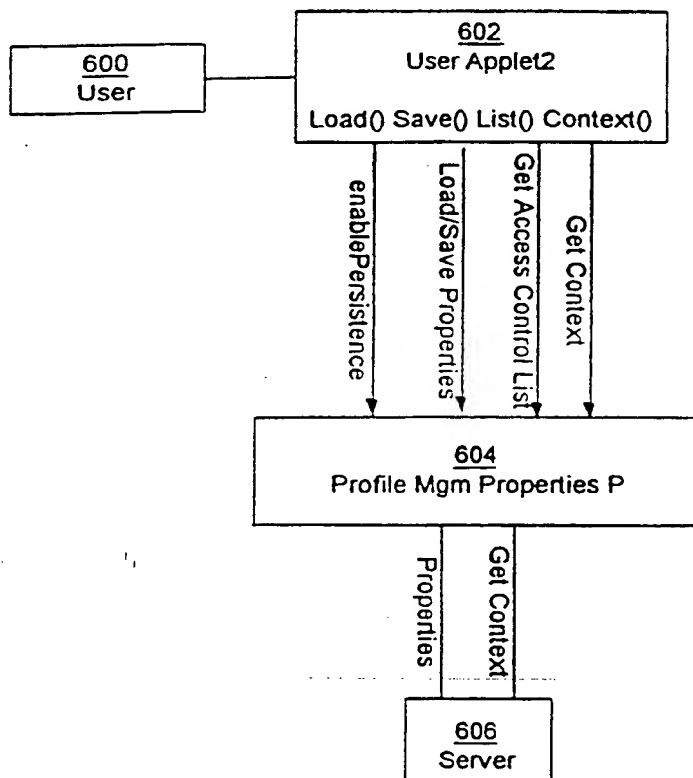 600
User
602
User Applet2
Load() Save() List() Context()
enablePersistence
Load/Save Properties
Get Access Control List
Get Context
604
Profile Mgm Properties P
Properties
Get Context
606
Server